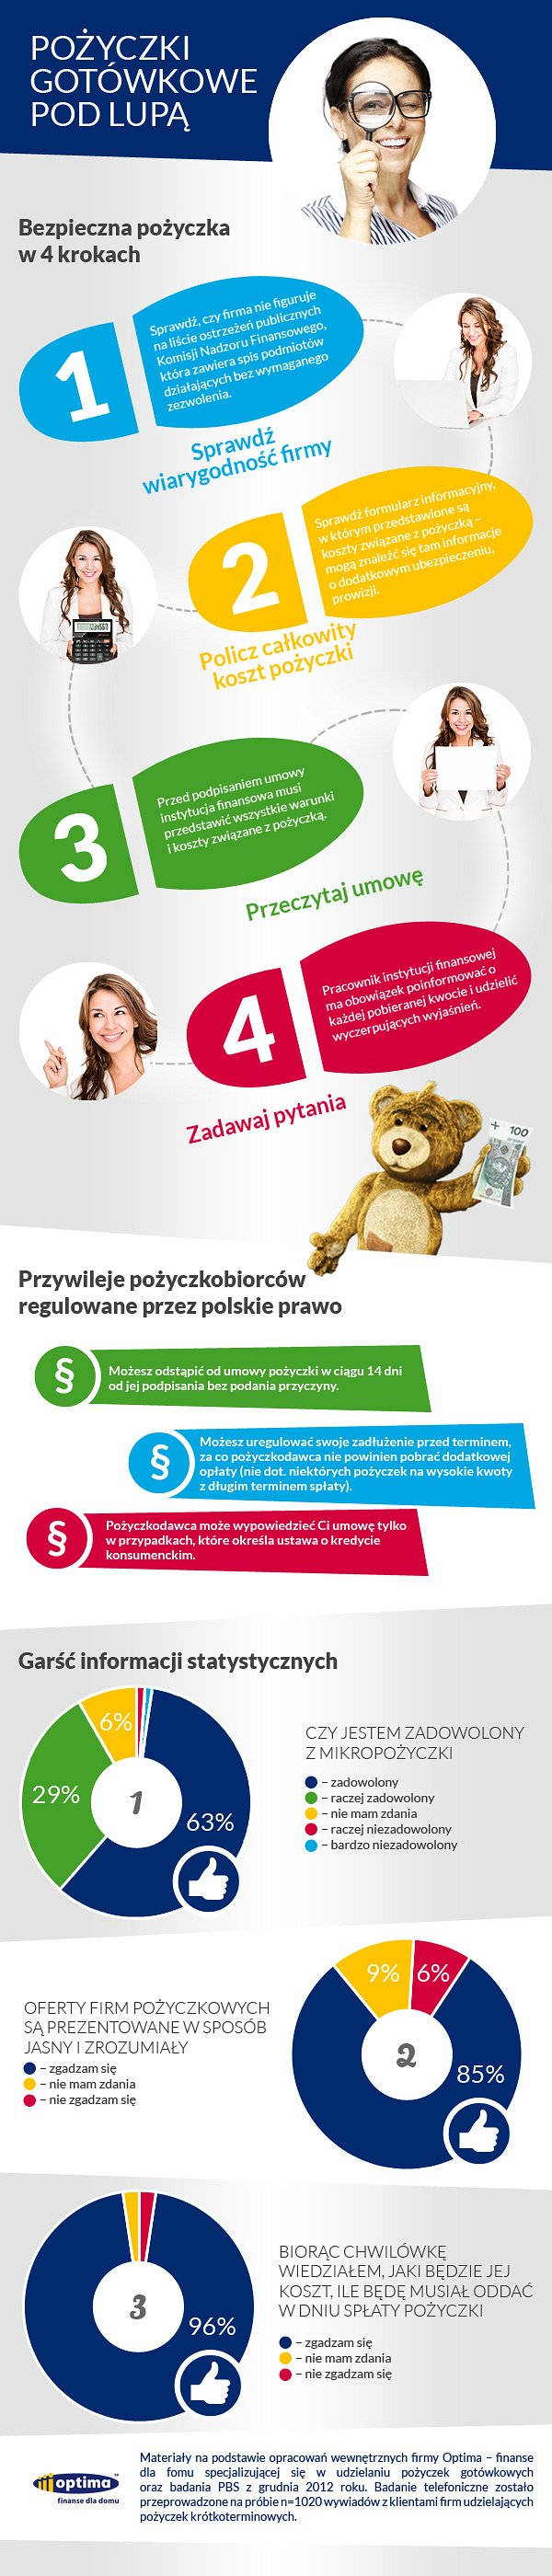 POŻYCZKI
GOTÓWKOWE
POD LUPĄ
Bezpieczna pożyczka
w 4 krokach
1
Sprawdź, czy firma nie figuruje
na liście ostrzeżeń publicznych
Komisji Nadzoru Finansowego,
która zawiera spis podmiotów
działających bez wymaganego
zezwolenia.
Sprawdź
wiarygodność firmy
2
Sprawdź formularz informacyjny,
w którym przedstawione są
koszty związane z pożyczką –
mogą znaleźć się tam informacje
o dodatkowym ubezpieczeniu,
prowizji.
Policz całkowity
koszt pożyczki
3
Przed podpisaniem umowy
instytucja finansowa musi
przedstawić wszystkie warunki
i koszty związane z pożyczką.
Przeczytaj umowę
4
Pracownik instytucji finansowej
ma obowiązek poinformować o
każdej pobieranej kwocie i udzielić
wyczerpujących wyjaśnień.
Zadawaj pytania
100
Przywileje pożyczkobiorców
regulowane przez polskie prawo
§
Możesz odstąpić od umowy pożyczki w ciągu 14 dni
od jej podpisania bez podania przyczyny.
§
Możesz uregulować swoje zadłużenie przed terminem,
za co pożyczkodawca nie powinien pobrać dodatkowej
opłaty (nie dot. niektórych pożyczek na wysokie kwoty
z długim terminem spłaty).
§
Pożyczkodawca może wypowiedzieć Ci umowę tylko
w przypadkach, które określa ustawa o kredycie
konsumenckim.
Garść informacji statystycznych
6%
29%
1
63%
CZY JESTEM ZADOWOLONY
Z MIKROPOŻYCZKI
– zadowolony
– raczej zadowolony
– nie mam zdania
– raczej niezadowolony
– bardzo niezadowolony
OFERTY FIRM POŻYCZKOWYCH
SĄ PREZENTOWANE W SPOSÓB
JASNY I ZROZUMIAŁY
– zgadzam się
– nie mam zdania
– nie zgadzam się
9%
6%
2
85%
3
96%
BIORĄC CHWILÓWKĘ
WIEDZIAŁEM, JAKI BĘDZIE JEJ
KOSZT, ILE BĘDĘ MUSIAŁ ODDAĆ
W DNIU SPŁATY POŻYCZKI
– zgadzam się
– nie mam zdania
– nie zgadzam się
optima
finanse dla domu
Materiały na podstawie opracowań wewnętrznych firmy Optima – finanse
dla fomu specjalizującej się w udzielaniu pożyczek gotówkowych
oraz badania PBS z grudnia 2012 roku. Badanie telefoniczne zostało
przeprowadzone na próbie n=1020 wywiadów z klientami firm udzielających
pożyczek krótkoterminowych.